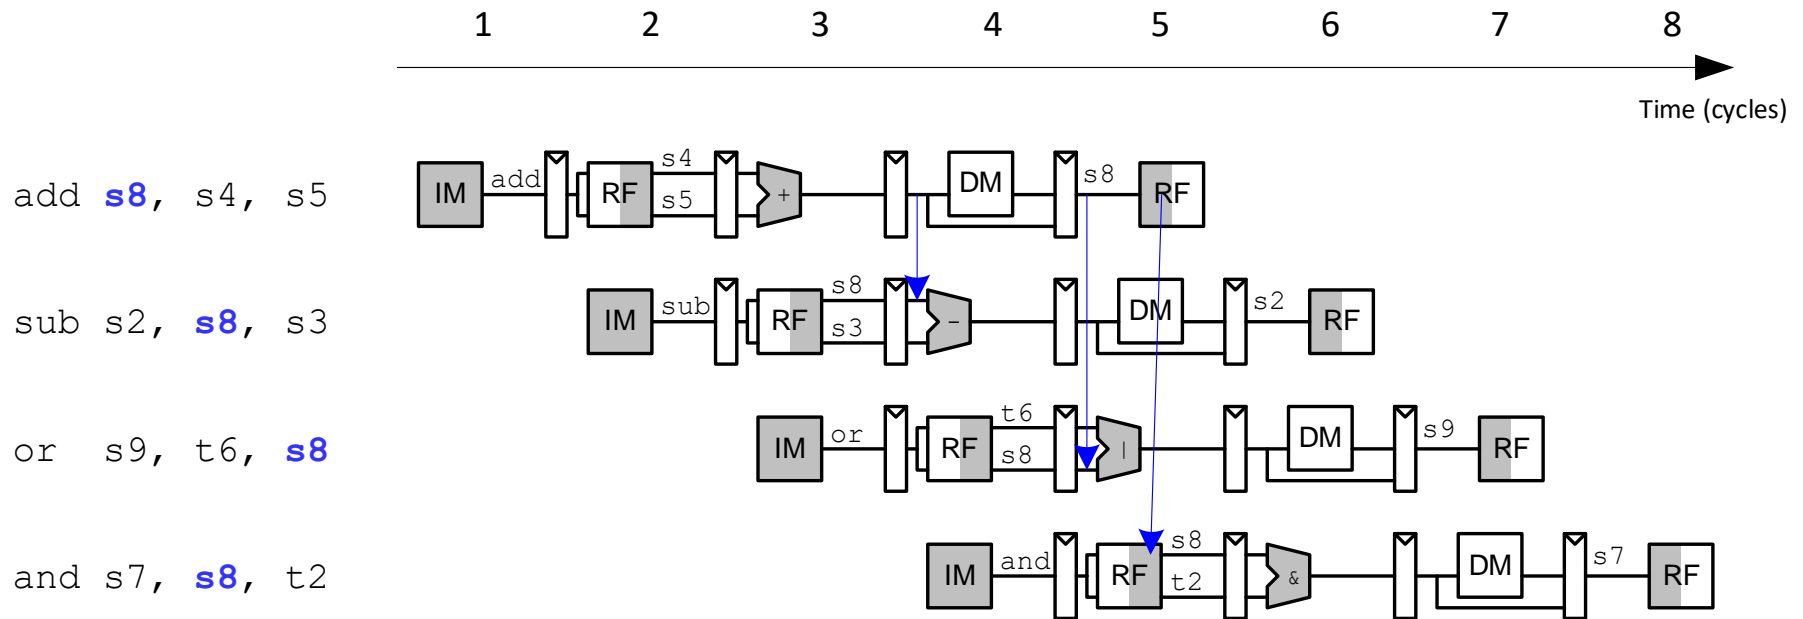 1 2 3 4 5 6 7 8
Time (cycles)
add s8, s4, s5
IM add RF s4 s5 + DM s8 RF
sub s2, s8, s3
IM sub RF s8 s3 - DM s2 RF
or s9, t6, s8
IM or RF t6 s8 | DM s9 RF
and s7, s8, t2
IM and RF s8 t2 & DM s7 RF